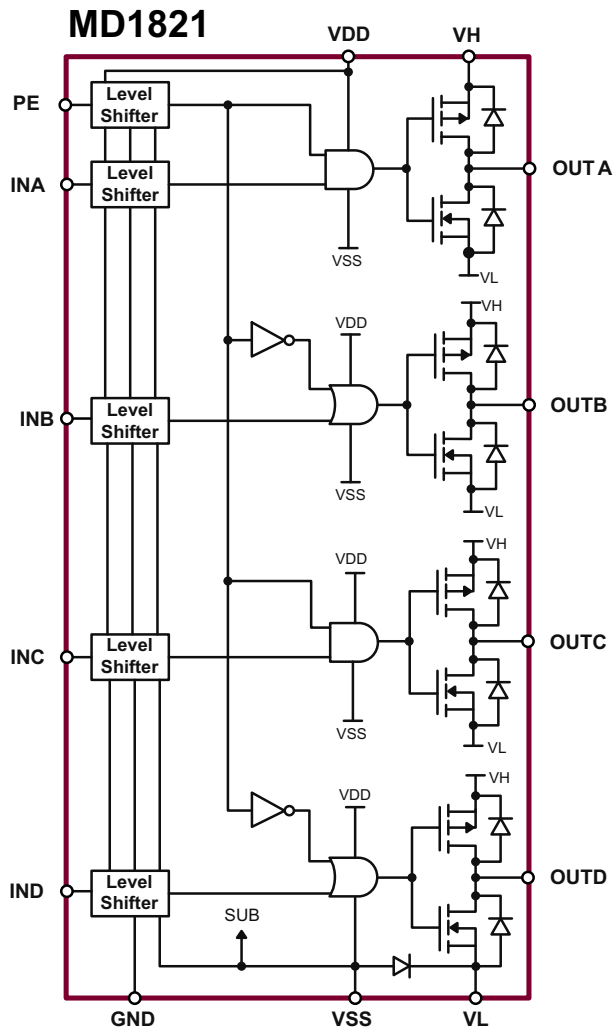 MD1821
VDD
VH
PE
Level
Shifter
INA
Level
Shifter
OUT A
VSS
VL
VH
VDD
INB
Level
Shifter
OUTB
VSS
VL
VH
VDD
INC
Level
Shifter
OUTC
VSS
VL
VH
VDD
IND
Level
Shifter
OUTD
SUB
GND
VSS
VL